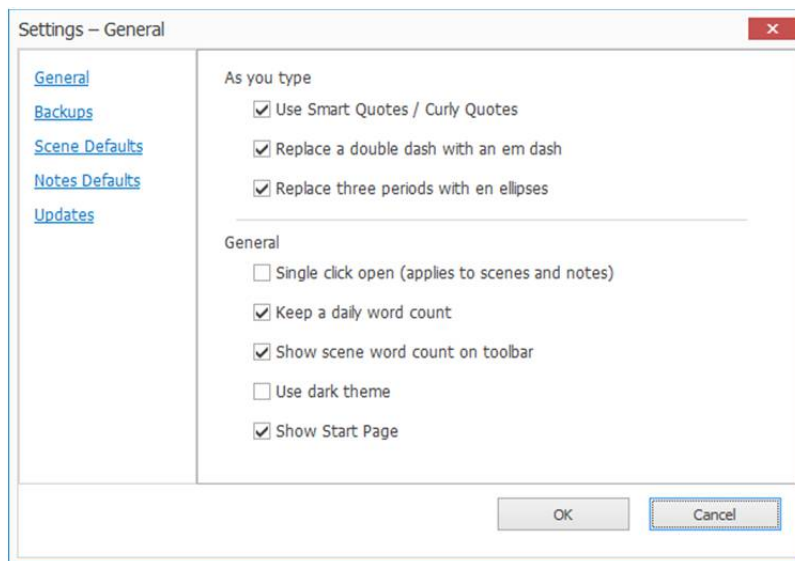 Settings – General
General
Backups
Scene Defaults
Notes Defaults
Updates
As you type
Use Smart Quotes / Curly Quotes
Replace a double dash with an em dash
Replace three periods with en ellipses
General
Single click open (applies to scenes and notes)
Keep a daily word count
Show scene word count on toolbar
Use dark theme
Show Start Page
OK
Cancel